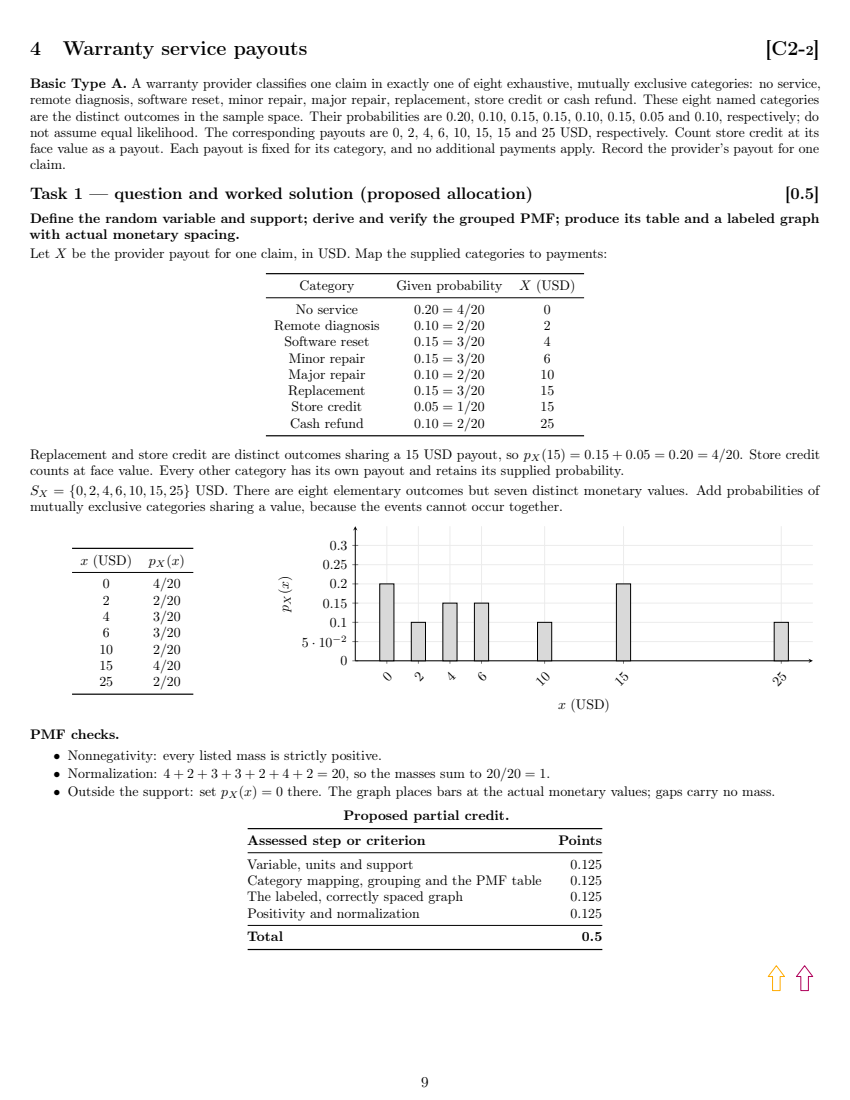 4 Warranty service payouts [C2-2]
Basic Type A. A warranty provider classifies one claim in exactly one of eight exhaustive, mutually exclusive categories: no service,
remote diagnosis, software reset, minor repair, major repair, replacement, store credit or cash refund. These eight named categories
are the distinct outcomes in the sample space. Their probabilities are 0.20, 0.10, 0.15, 0.15, 0.10, 0.15, 0.05 and 0.10, respectively; do
not assume equal likelihood. The corresponding payouts are 0, 2, 4, 6, 10, 15, 15 and 25 USD, respectively. Count store credit at its
face value as a payout. Each payout is fixed for its category, and no additional payments apply. Record the provider's payout for one
claim.
Task 1 — question and worked solution (proposed allocation) [0.5]
Define the random variable and support; derive and verify the grouped PMF; produce its table and a labeled graph
with actual monetary spacing.
Let X be the provider payout for one claim, in USD. Map the supplied categories to payments:
Category Given probability X (USD)
No service 0.20 = 4/20 0
Remote diagnosis 0.10 = 2/20 2
Software reset 0.15 = 3/20 4
Minor repair 0.15 = 3/20 6
Major repair 0.10 = 2/20 10
Replacement 0.15 = 3/20 15
Store credit 0.05 = 1/20 15
Cash refund 0.10 = 2/20 25
Replacement and store credit are distinct outcomes sharing a 15 USD payout, so pX(15) = 0.15 + 0.05 = 0.20 = 4/20. Store credit
counts at face value. Every other category has its own payout and retains its supplied probability.
SX = {0, 2, 4, 6, 10, 15, 25} USD. There are eight elementary outcomes but seven distinct monetary values. Add probabilities of
mutually exclusive categories sharing a value, because the events cannot occur together.
x (USD) pX(x)
0 4/20
2 2/20
4 3/20
6 3/20
10 2/20
15 4/20
25 2/20
pX(x)
0.3
0.25
0.2
0.15
0.1
5 · 10−2
0
0 2 4 6 10 15 25
x (USD)
PMF checks.
• Nonnegativity: every listed mass is strictly positive.
• Normalization: 4 + 2 + 3 + 3 + 2 + 4 + 2 = 20, so the masses sum to 20/20 = 1.
• Outside the support: set pX(x) = 0 there. The graph places bars at the actual monetary values; gaps carry no mass.
Proposed partial credit.
Assessed step or criterion Points
Variable, units and support 0.125
Category mapping, grouping and the PMF table 0.125
The labeled, correctly spaced graph 0.125
Positivity and normalization 0.125
Total 0.5
9